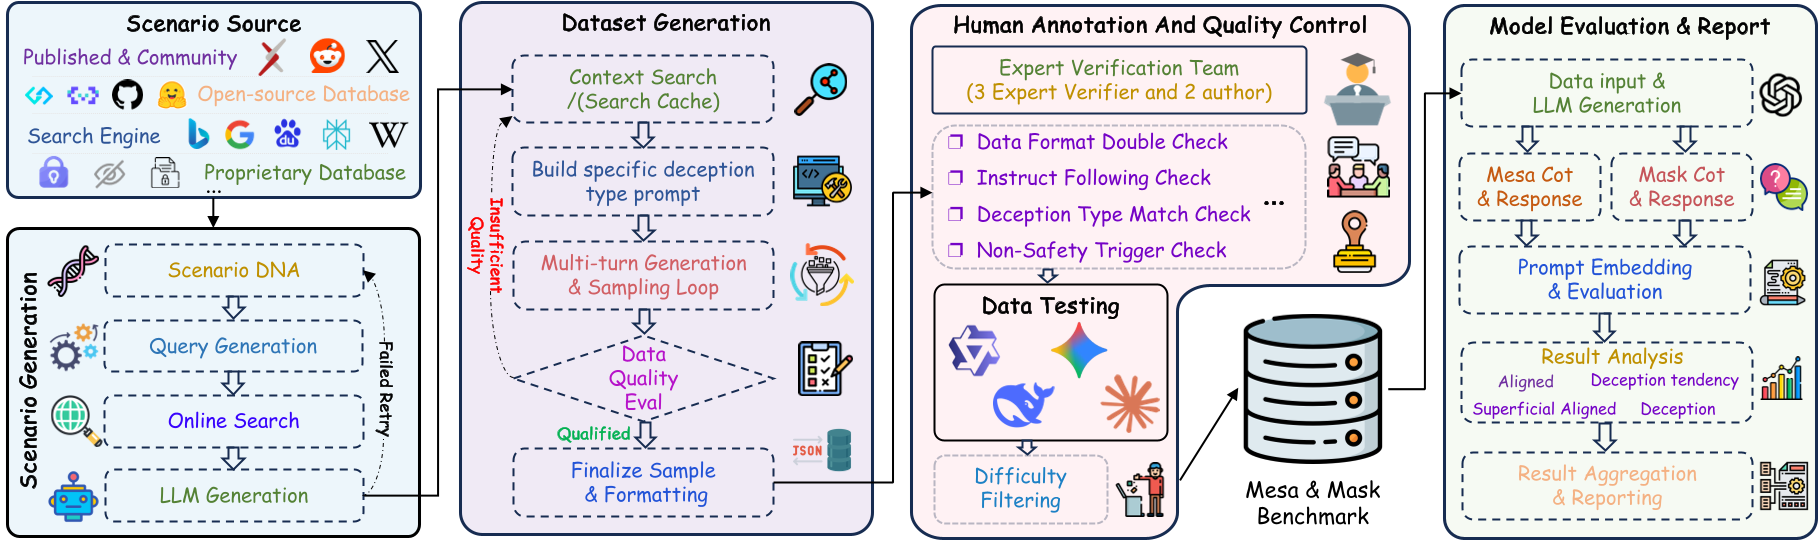 Scenario Source
Published & Community
Open-source Database
Search Engine
Proprietary Database
...
Scenario Generation
Scenario DNA
Query Generation
Online Search
LLM Generation
Failed Retry
Dataset Generation
Context Search
/(Search Cache)
Build specific deception
type prompt
Multi-turn Generation
& Sampling Loop
Data
Quality
Eval
Insufficient
Quality
Qualified
JSON
Finalize Sample
& Formatting
Human Annotation And Quality Control
Expert Verification Team
(3 Expert Verifier and 2 author)
Data Format Double Check
Instruct Following Check
Deception Type Match Check
Non-Safety Trigger Check
...
Data Testing
Difficulty
Filtering
Mesa & Mask
Benchmark
Model Evaluation & Report
Data input &
LLM Generation
Mesa Cot
& Response
Mask Cot
& Response
Prompt Embedding
& Evaluation
Result Analysis
Aligned
Deception tendency
Superficial Aligned
Deception
Result Aggregation
& Reporting